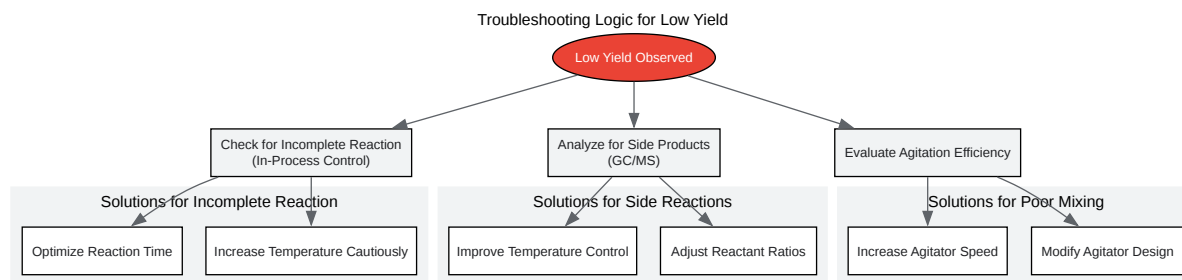 Troubleshooting Logic for Low Yield
Low Yield Observed
Check for Incomplete Reaction
(In-Process Control)
Analyze for Side Products
(GC/MS)
Evaluate Agitation Efficiency
Solutions for Incomplete Reaction
Solutions for Side Reactions
Solutions for Poor Mixing
Optimize Reaction Time
Increase Temperature Cautiously
Improve Temperature Control
Adjust Reactant Ratios
Increase Agitator Speed
Modify Agitator Design